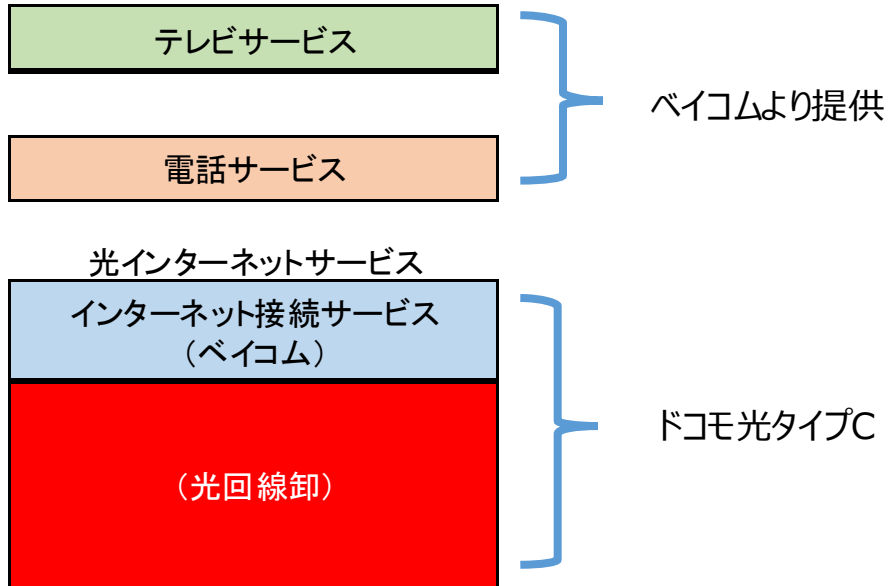 テレビサービス
ベイコムより提供
電話サービス
光インターネットサービス
インターネット接続サービス
（ベイコム）
ドコモ光タイプC
（光回線卸）